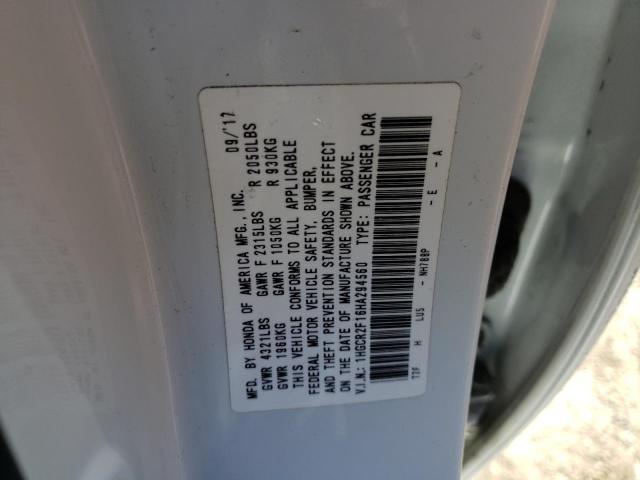 MFD. BY HONDA OF AMERICA MFG., INC. 09/17
GVWR 4321LBS GAWR F 2315LBS R 2050LBS
GVWR 1960KG GAWR F 1050KG R 930KG
THIS VEHICLE CONFORMS TO ALL APPLICABLE
FEDERAL MOTOR VEHICLE SAFETY, BUMPER,
AND THEFT PREVENTION STANDARDS IN EFFECT
ON THE DATE OF MANUFACTURE SHOWN ABOVE.
V.I.N.: 1HGCR2F16HA294560 TYPE: PASSENGER CAR
T2F H LU5 - NH788P - E - A